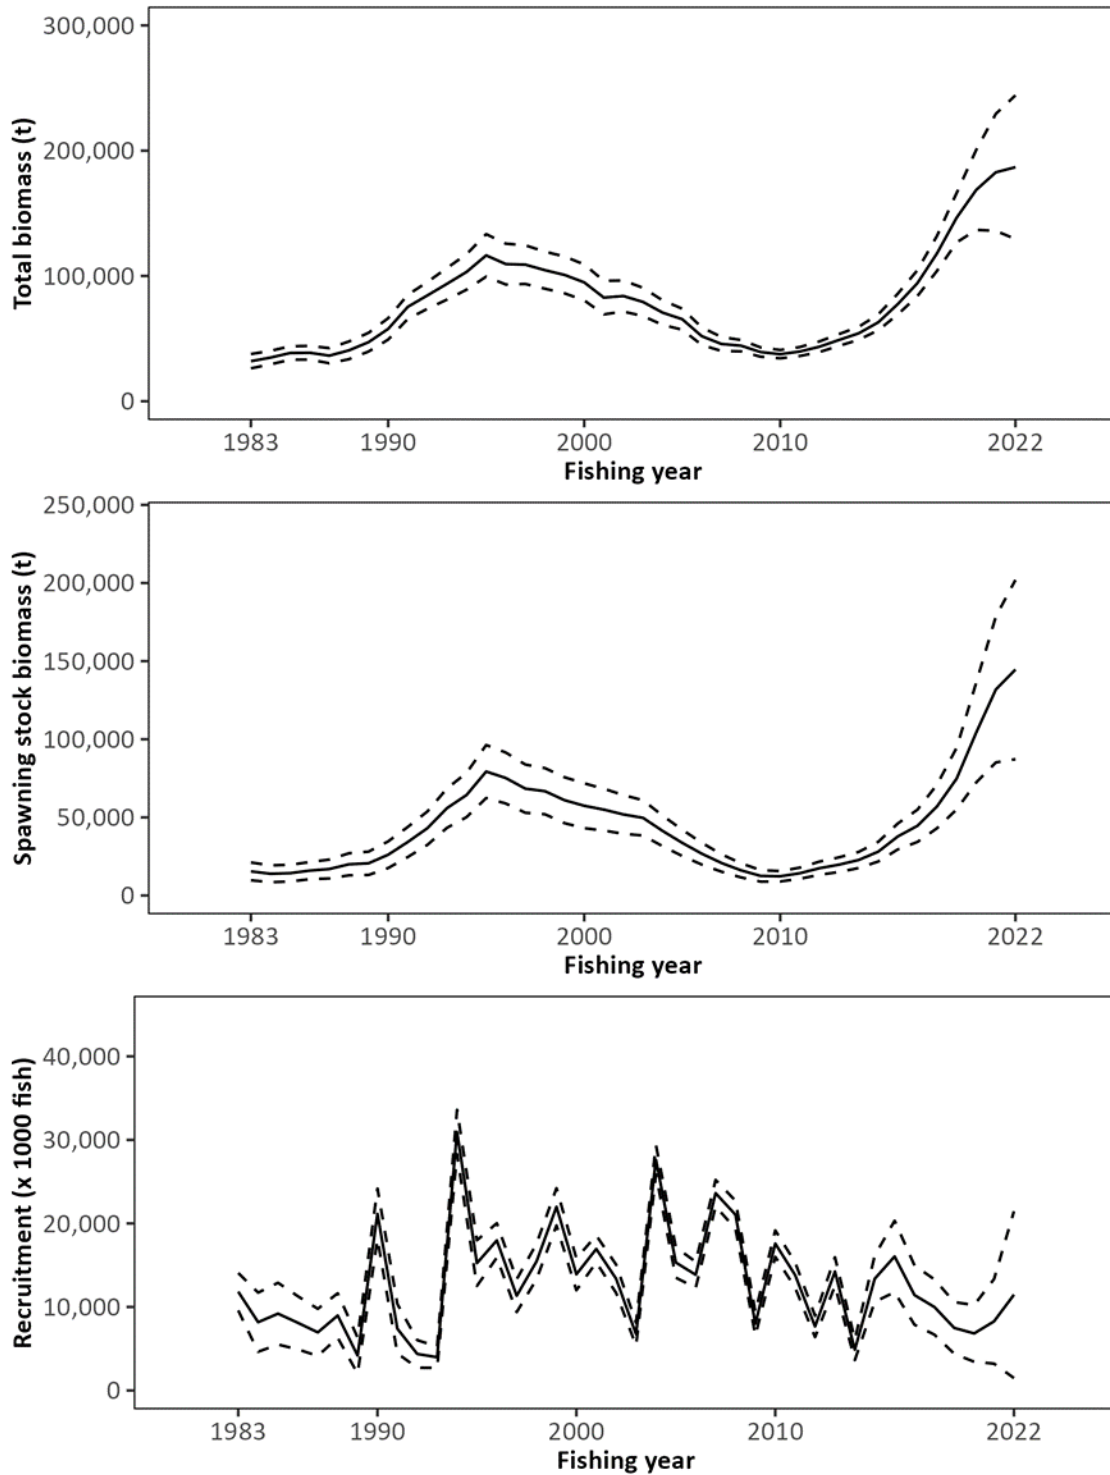 300,000
200,000
100,000
0
Total biomass (t)
1983 1990 2000 2010 2022
Fishing year
250,000
200,000
150,000
100,000
50,000
0
Spawning stock biomass (t)
1983 1990 2000 2010 2022
Fishing year
40,000
30,000
20,000
10,000
0
Recruitment (x 1000 fish)
1983 1990 2000 2010 2022
Fishing year